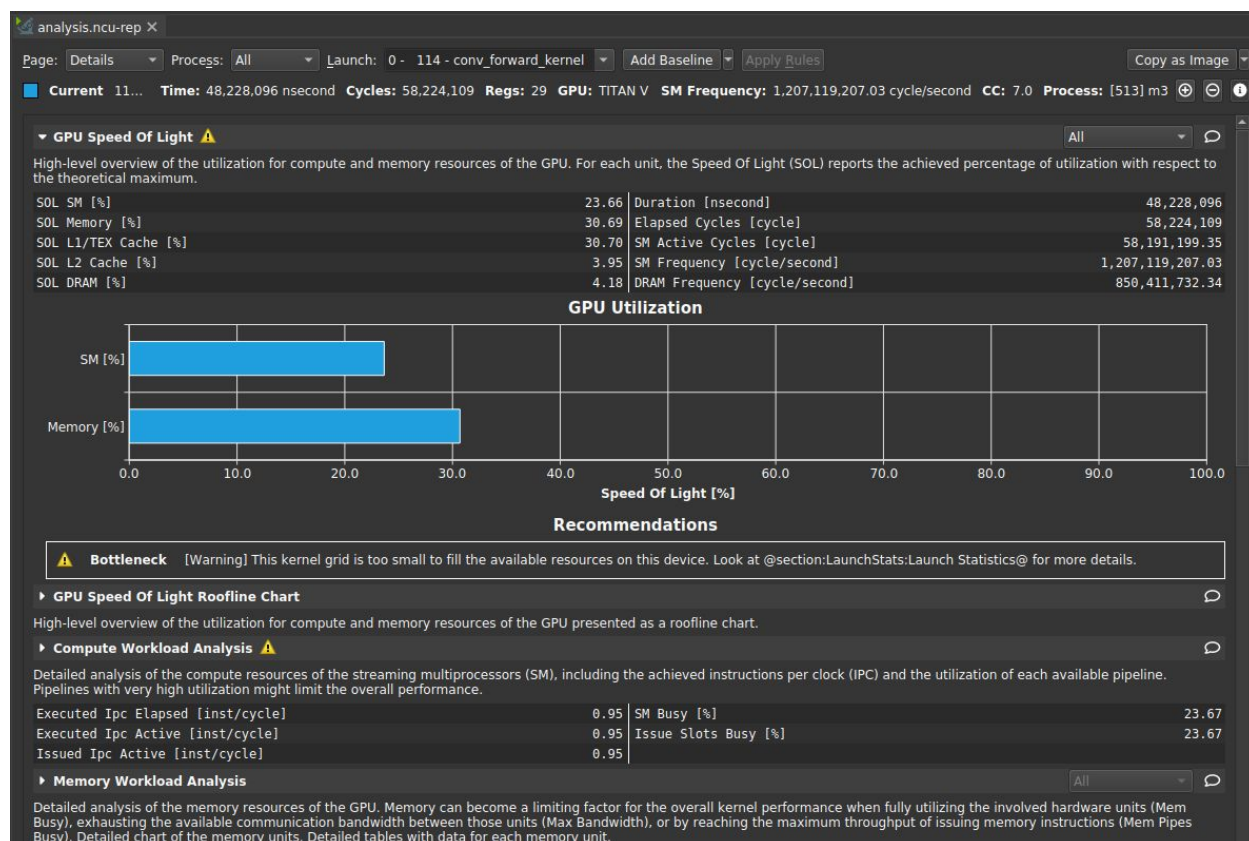 analysis.ncu-rep ×
Page: Details Process: All Launch: 0 - 114 - conv_forward_kernel Add Baseline Apply Rules Copy as Image
Current 11... Time: 48,228,096 nsecond Cycles: 58,224,109 Regs: 29 GPU: TITAN V SM Frequency: 1,207,119,207.03 cycle/second CC: 7.0 Process: [513] m3
GPU Speed Of Light All
High-level overview of the utilization for compute and memory resources of the GPU. For each unit, the Speed Of Light (SOL) reports the achieved percentage of utilization with respect to
the theoretical maximum.
SOL SM [%] 23.66 Duration [nsecond] 48,228,096
SOL Memory [%] 30.69 Elapsed Cycles [cycle] 58,224,109
SOL L1/TEX Cache [%] 30.70 SM Active Cycles [cycle] 58,191,199.35
SOL L2 Cache [%] 3.95 SM Frequency [cycle/second] 1,207,119,207.03
SOL DRAM [%] 4.18 DRAM Frequency [cycle/second] 850,411,732.34
GPU Utilization
SM [%]
Memory [%]
0.0 10.0 20.0 30.0 40.0 50.0 60.0 70.0 80.0 90.0 100.0
Speed Of Light [%]
Recommendations
Bottleneck [Warning] This kernel grid is too small to fill the available resources on this device. Look at @section:LaunchStats:Launch Statistics@ for more details.
GPU Speed Of Light Roofline Chart
High-level overview of the utilization for compute and memory resources of the GPU presented as a roofline chart.
Compute Workload Analysis
Detailed analysis of the compute resources of the streaming multiprocessors (SM), including the achieved instructions per clock (IPC) and the utilization of each available pipeline.
Pipelines with very high utilization might limit the overall performance.
Executed Ipc Elapsed [inst/cycle] 0.95 SM Busy [%] 23.67
Executed Ipc Active [inst/cycle] 0.95 Issue Slots Busy [%] 23.67
Issued Ipc Active [inst/cycle] 0.95
Memory Workload Analysis All
Detailed analysis of the memory resources of the GPU. Memory can become a limiting factor for the overall kernel performance when fully utilizing the involved hardware units (Mem
Busy), exhausting the available communication bandwidth between those units (Max Bandwidth), or by reaching the maximum throughput of issuing memory instructions (Mem Pipes
Busy). Detailed chart of the memory units. Detailed tables with data for each memory unit.